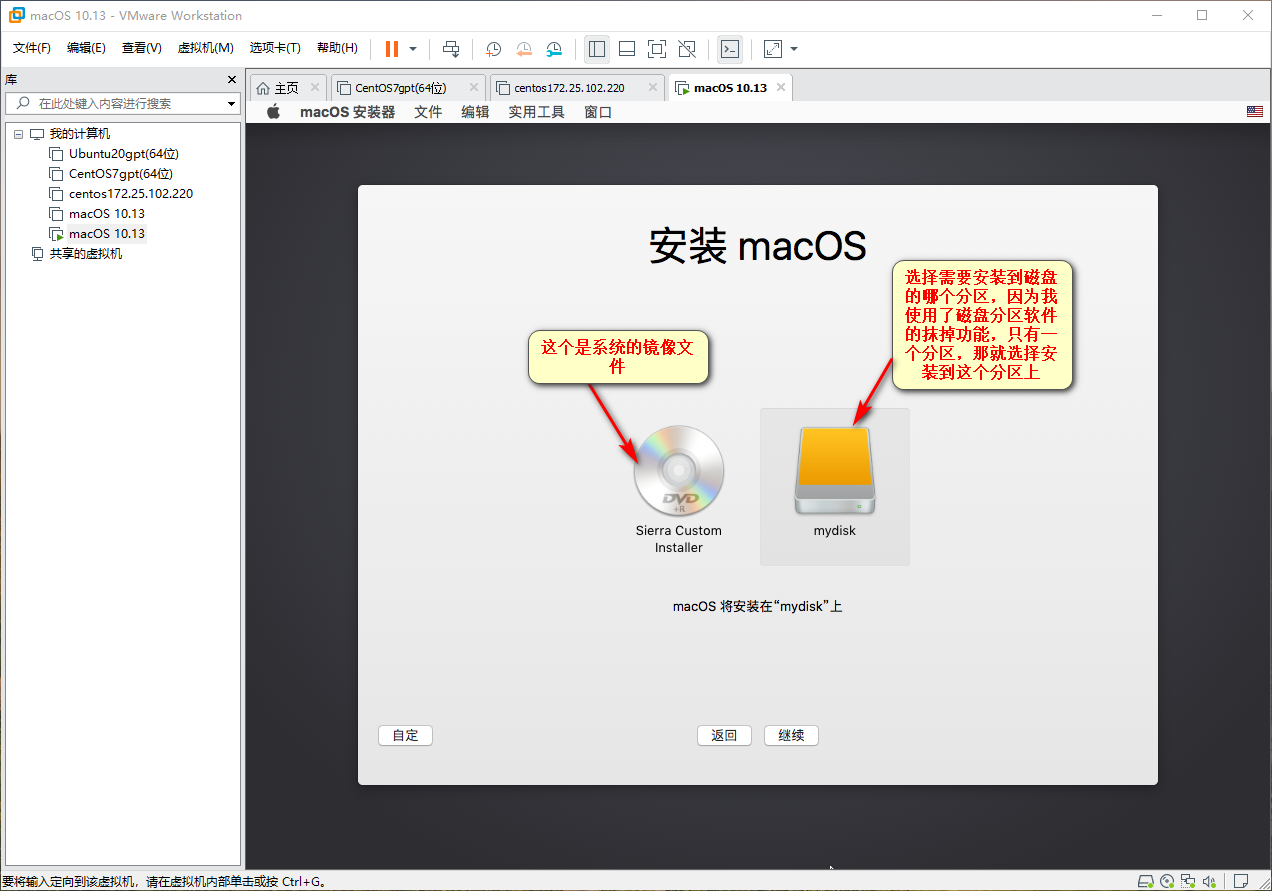 macOS 10.13 - VMware Workstation
文件(F) 编辑(E) 查看(V) 虚拟机(M) 选项卡(T) 帮助(H)
库
在此处键入内容进行搜索
我的计算机
Ubuntu20gpt(64位)
CentOS7gpt(64位)
centos172.25.102.220
macOS 10.13
macOS 10.13
共享的虚拟机
主页 CentOS7gpt(64位) centos172.25.102.220 macOS 10.13
macOS 安装器 文件 编辑 实用工具 窗口
安装 macOS
选择需要安装到磁盘
的哪个分区，因为我
使用了磁盘分区软件
的抹掉功能，只有一
个分区，那就选择安
装到这个分区上
这个是系统的镜像文
件
DVD
+R
Sierra Custom
Installer
mydisk
macOS 将安装在“mydisk”上
自定 返回 继续
要将输入定向到该虚拟机，请在虚拟机内部单击或按 Ctrl+G。